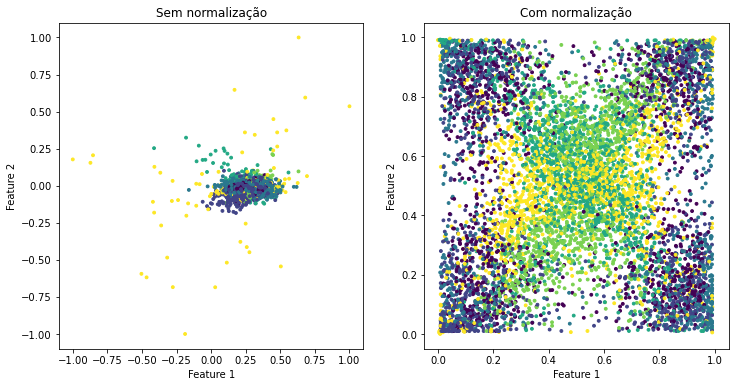 Sem normalização
Com normalização
1.00
0.75
0.50
0.25
0.00
−0.25
−0.50
−0.75
−1.00
Feature 2
−1.00 −0.75 −0.50 −0.25 0.00 0.25 0.50 0.75 1.00
Feature 1
1.0
0.8
0.6
0.4
0.2
0.0
Feature 2
0.0 0.2 0.4 0.6 0.8 1.0
Feature 1